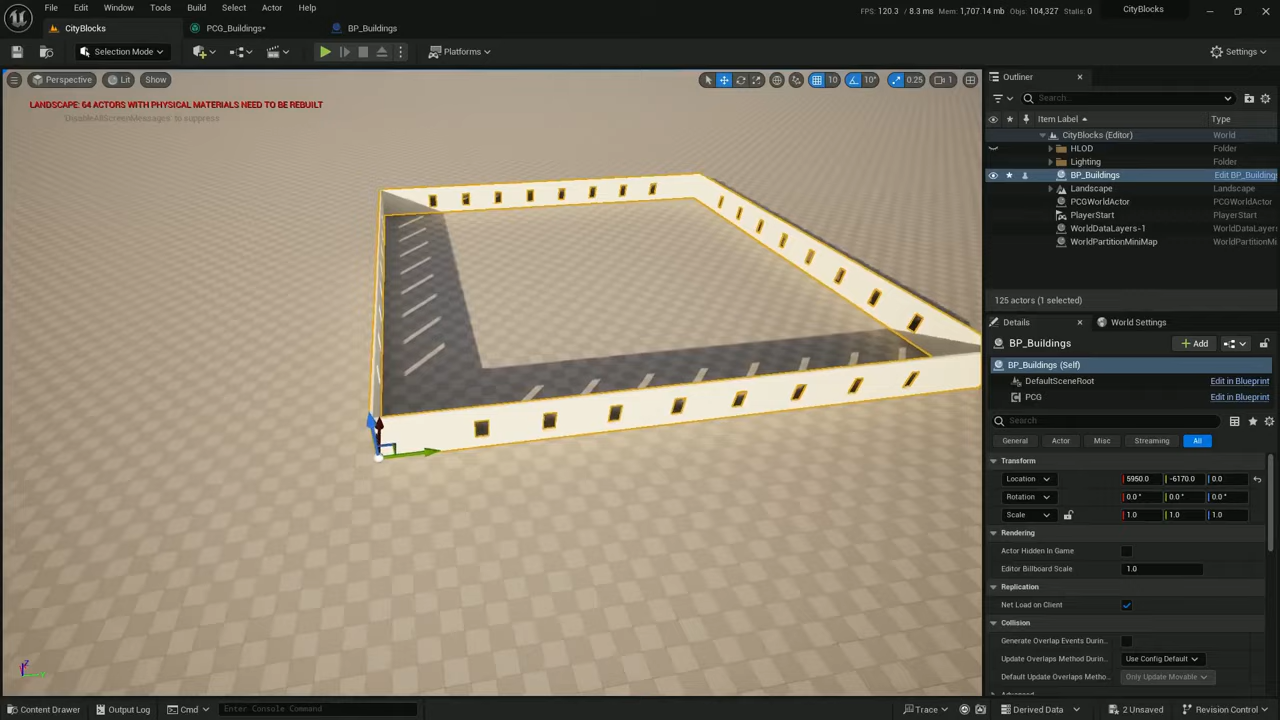 File Edit Window Tools Build Select Actor Help
FPS: 120.3 / 8.3 ms Mem: 1,707.14 mb Objs: 104,327 Stalls: 0
CityBlocks
CityBlocks PCG_Buildings* BP_Buildings
Selection Mode Platforms Settings
Perspective Lit Show 10 10° 0.25 1
LANDSCAPE: 64 ACTORS WITH PHYSICAL MATERIALS NEED TO BE REBUILT
'DisableAllScreenMessages' to suppress
Outliner
Search...
Item Label Type
CityBlocks (Editor) World
HLOD Folder
Lighting Folder
BP_Buildings Edit BP_Building
Landscape Landscape
PCGWorldActor PCGWorldActor
PlayerStart PlayerStart
WorldDataLayers-1 WorldDataLayer
WorldPartitionMiniMap WorldPartitionMi
125 actors (1 selected)
Details World Settings
BP_Buildings Add
BP_Buildings (Self)
DefaultSceneRoot Edit in Blueprint
PCG Edit in Blueprint
Search
General Actor Misc Streaming All
Transform
Location 5950.0 -6170.0 0.0
Rotation 0.0 ° 0.0 ° 0.0 °
Scale 1.0 1.0 1.0
Rendering
Actor Hidden In Game
Editor Billboard Scale 1.0
Replication
Net Load on Client
Collision
Generate Overlap Events Durin...
Update Overlaps Method Durin... Use Config Default
Default Update Overlaps Metho... Only Update Movable
Advanced
Z
Y
Content Drawer Output Log Cmd Enter Console Command Trace Derived Data 2 Unsaved Revision Control